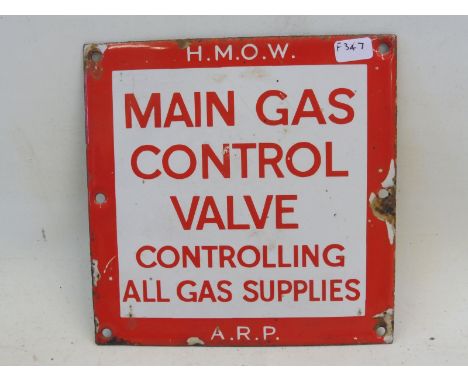 H.M.O.W.
F347
MAIN GAS
CONTROL
VALVE
CONTROLLING
ALL GAS SUPPLIES
A.R.P.